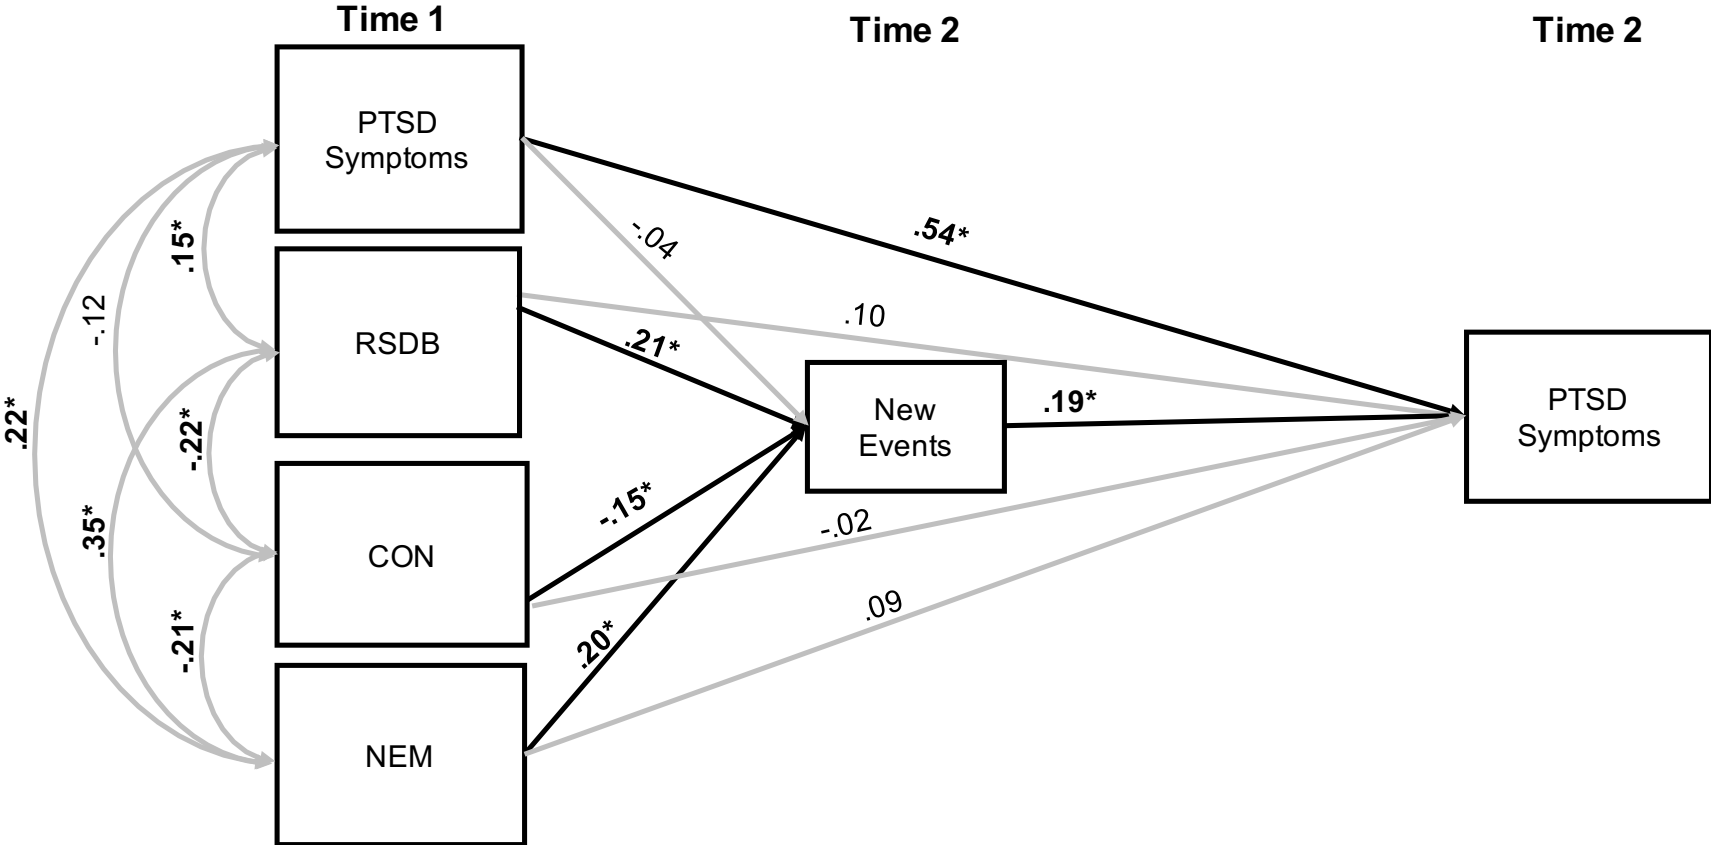 Time 1
Time 2
Time 2
PTSD
Symptoms
.54*
-.04
.15*
-.12
.10
RSDB
.21*
.22*
-.22*
New
Events
.19*
PTSD
Symptoms
-.15*
-.02
.35*
CON
.09
.20*
-.21*
NEM